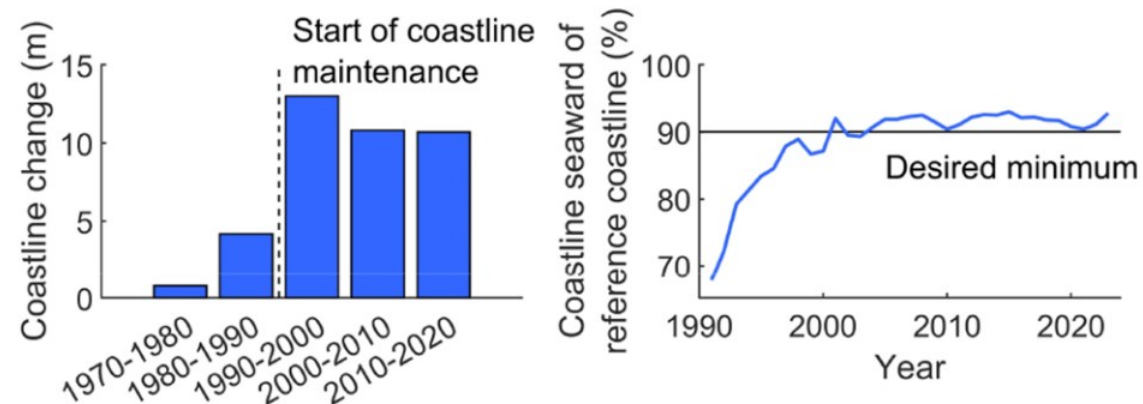 Coastline change (m)
15
10
5
0
Start of coastline
maintenance
1970-1980
1980-1990
1990-2000
2000-2010
2010-2020
Coastline seaward of
reference coastline (%)
100
90
80
70
Desired minimum
1990
2000
2010
2020
Year